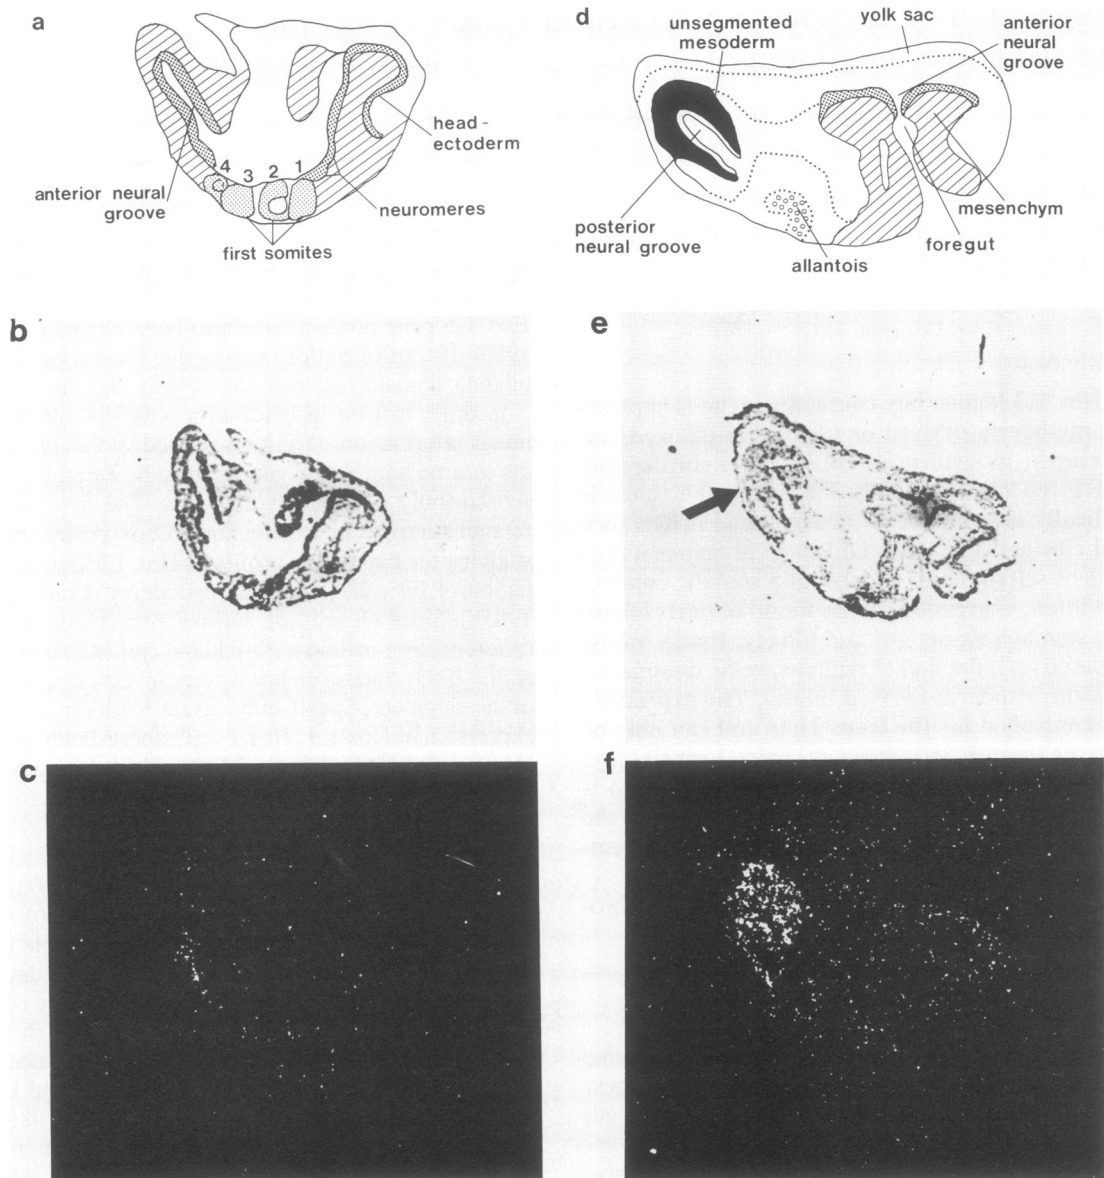 a
head-
ectoderm
4 3 2 1
anterior neural
groove
neuromeres
first somites
b
c
d
unsegmented
mesoderm
yolk sac
anterior
neural
groove
posterior
neural groove
allantois
foregut
mesenchym
e
f